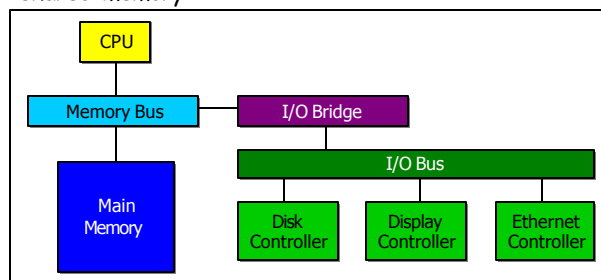 CPU
Memory Bus
I/O Bridge
I/O Bus
Main
Memory
Disk
Controller
Display
Controller
Ethernet
Controller